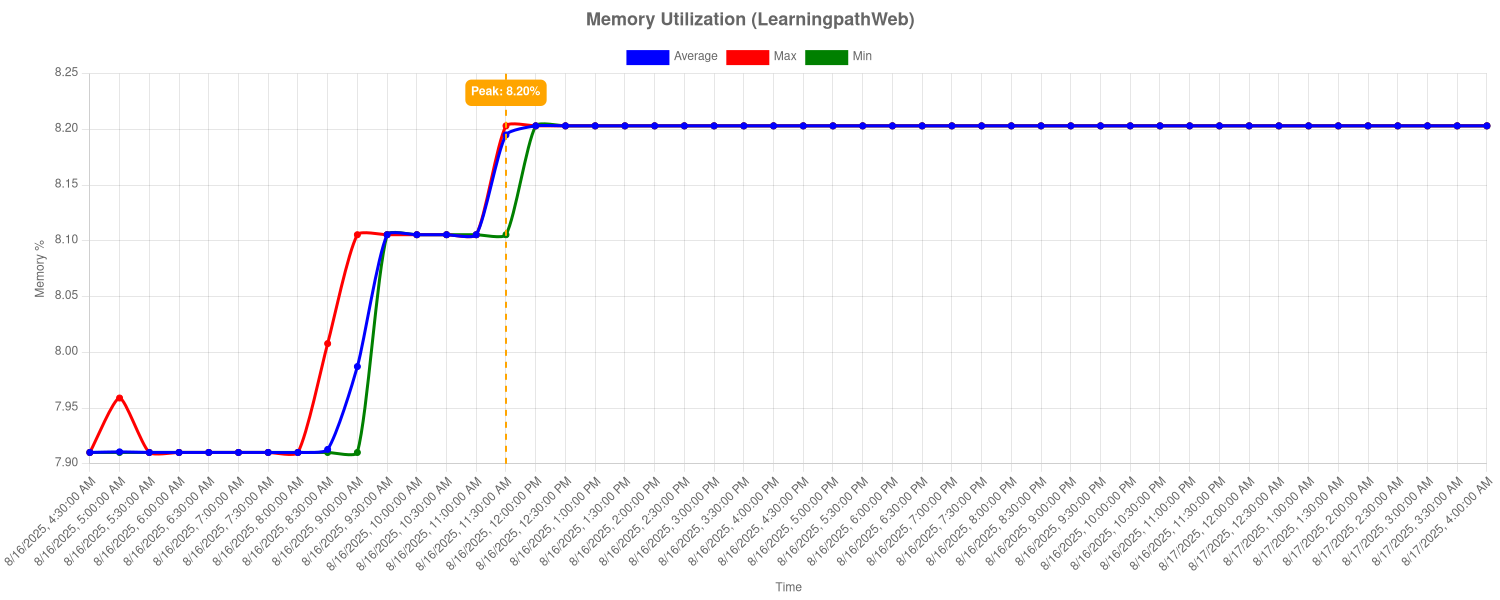 Memory Utilization (LearningpathWeb)
Average Max Min
Peak: 8.20%
8.25
8.20
8.15
8.10
8.05
8.00
7.95
7.90
Memory %
8/16/2025, 4:30:00 AM
8/16/2025, 5:00:00 AM
8/16/2025, 5:30:00 AM
8/16/2025, 6:00:00 AM
8/16/2025, 6:30:00 AM
8/16/2025, 7:00:00 AM
8/16/2025, 7:30:00 AM
8/16/2025, 8:00:00 AM
8/16/2025, 8:30:00 AM
8/16/2025, 9:00:00 AM
8/16/2025, 9:30:00 AM
8/16/2025, 10:00:00 AM
8/16/2025, 10:30:00 AM
8/16/2025, 11:00:00 AM
8/16/2025, 11:30:00 AM
8/16/2025, 12:00:00 PM
8/16/2025, 12:30:00 PM
8/16/2025, 1:00:00 PM
8/16/2025, 1:30:00 PM
8/16/2025, 2:00:00 PM
8/16/2025, 2:30:00 PM
8/16/2025, 3:00:00 PM
8/16/2025, 3:30:00 PM
8/16/2025, 4:00:00 PM
8/16/2025, 4:30:00 PM
8/16/2025, 5:00:00 PM
8/16/2025, 5:30:00 PM
8/16/2025, 6:00:00 PM
8/16/2025, 6:30:00 PM
8/16/2025, 7:00:00 PM
8/16/2025, 7:30:00 PM
8/16/2025, 8:00:00 PM
8/16/2025, 8:30:00 PM
8/16/2025, 9:00:00 PM
8/16/2025, 9:30:00 PM
8/16/2025, 10:00:00 PM
8/16/2025, 10:30:00 PM
8/16/2025, 11:00:00 PM
8/16/2025, 11:30:00 PM
8/17/2025, 12:00:00 AM
8/17/2025, 12:30:00 AM
8/17/2025, 1:00:00 AM
8/17/2025, 1:30:00 AM
8/17/2025, 2:00:00 AM
8/17/2025, 2:30:00 AM
8/17/2025, 3:00:00 AM
8/17/2025, 3:30:00 AM
8/17/2025, 4:00:00 AM
Time